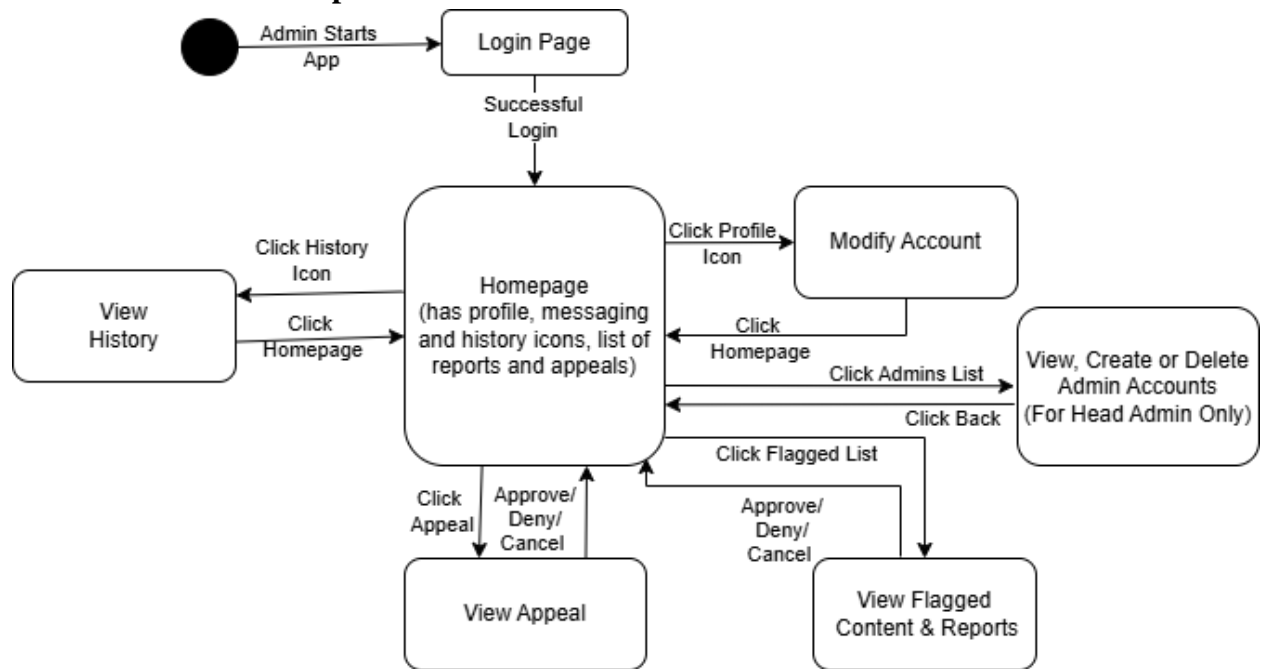 Admin Starts
App
Login Page
Successful
Login
Click Profile
Icon
Modify Account
Click History
Icon
View
History
Click
Homepage
Homepage
(has profile, messaging
and history icons, list of
reports and appeals)
Click
Homepage
Click Admins List
View, Create or Delete
Admin Accounts
(For Head Admin Only)
Click Back
Click Flagged List
Click
Appeal
Approve/
Deny/
Cancel
Approve/
Deny/
Cancel
View Appeal
View Flagged
Content & Reports